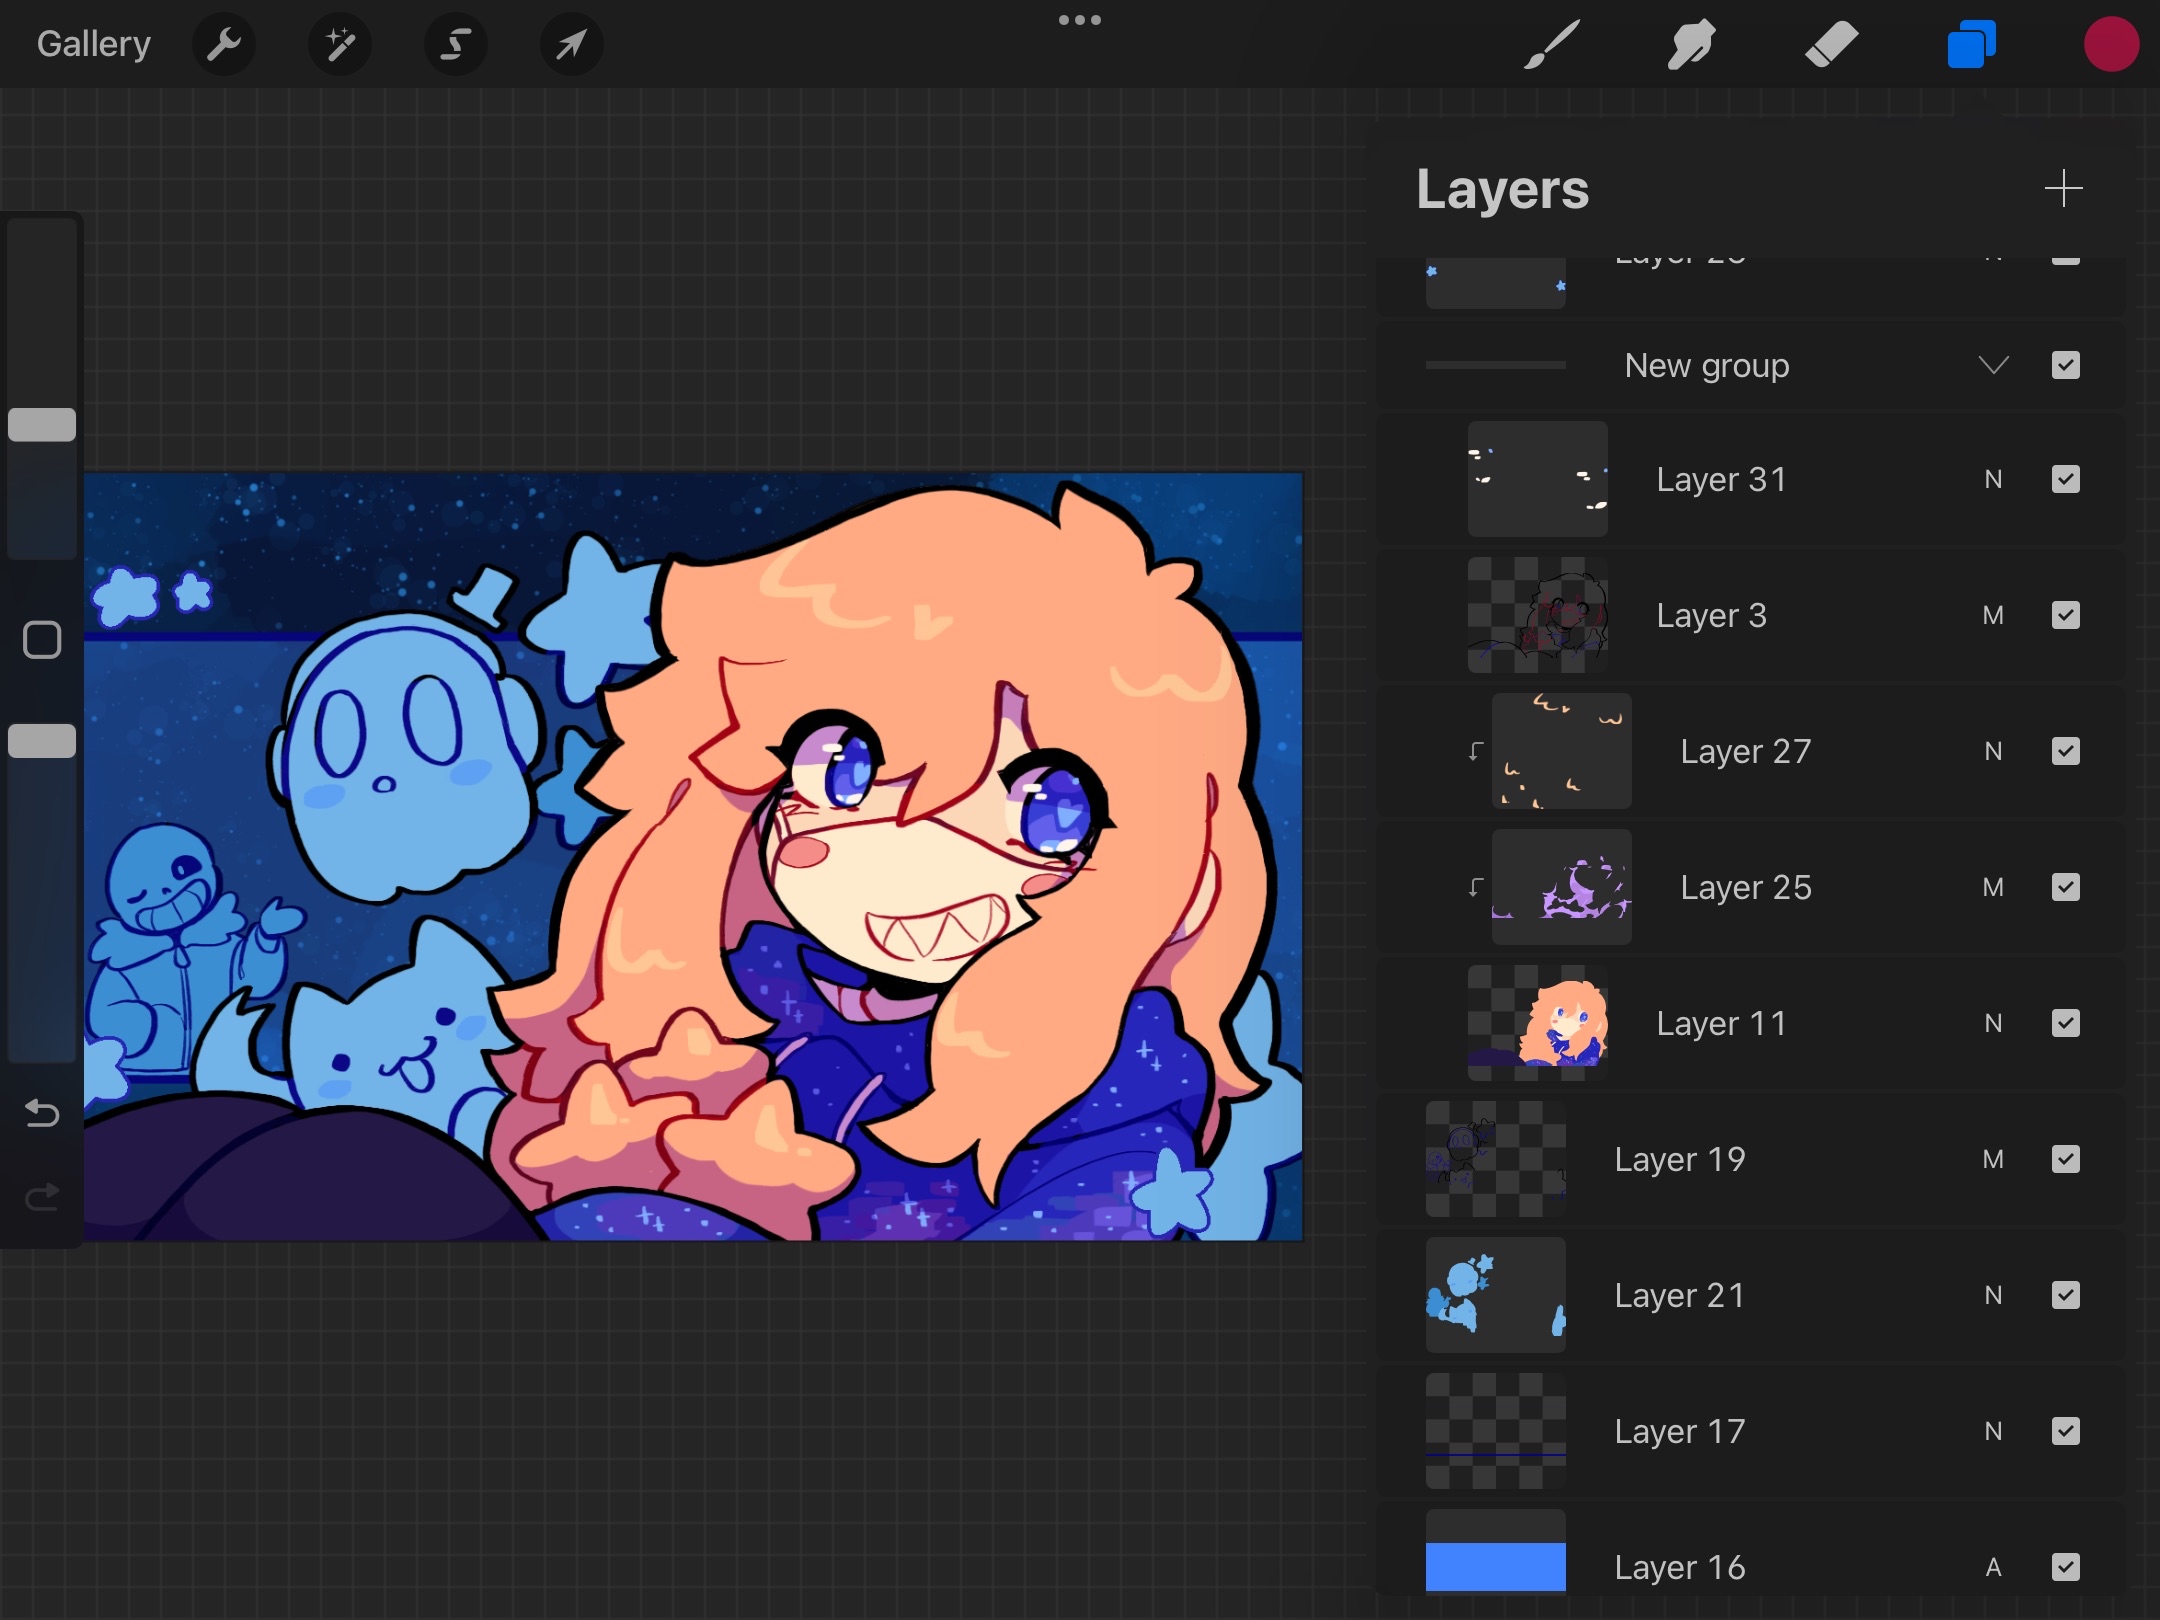 Gallery
Layers
New group
Layer 31 N
Layer 3 M
Layer 27 N
Layer 25 M
Layer 11 N
Layer 19 M
Layer 21 N
Layer 17 N
Layer 16 A